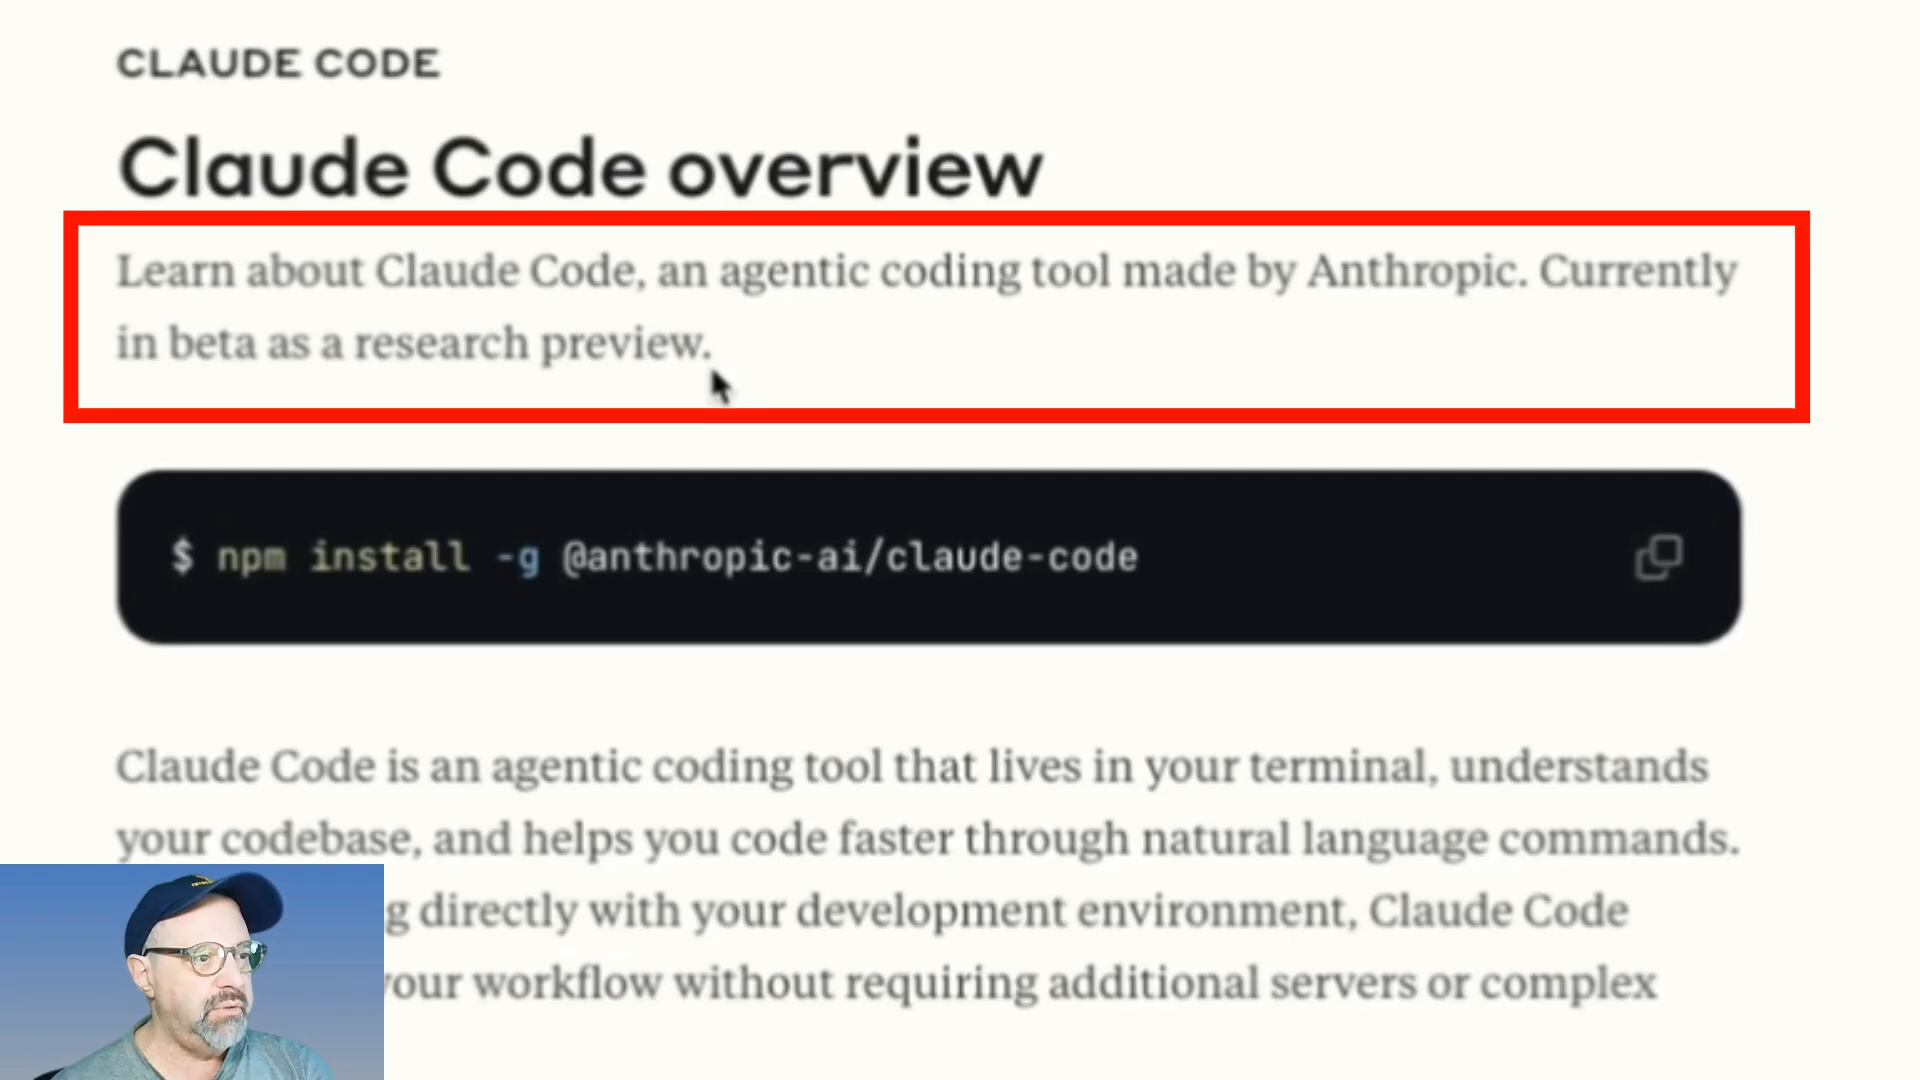 CLAUDE CODE
Claude Code overview
Learn about Claude Code, an agentic coding tool made by Anthropic. Currently
in beta as a research preview.
$ npm install -g @anthropic-ai/claude-code
Claude Code is an agentic coding tool that lives in your terminal, understands
your codebase, and helps you code faster through natural language commands.
g directly with your development environment, Claude Code
your workflow without requiring additional servers or complex